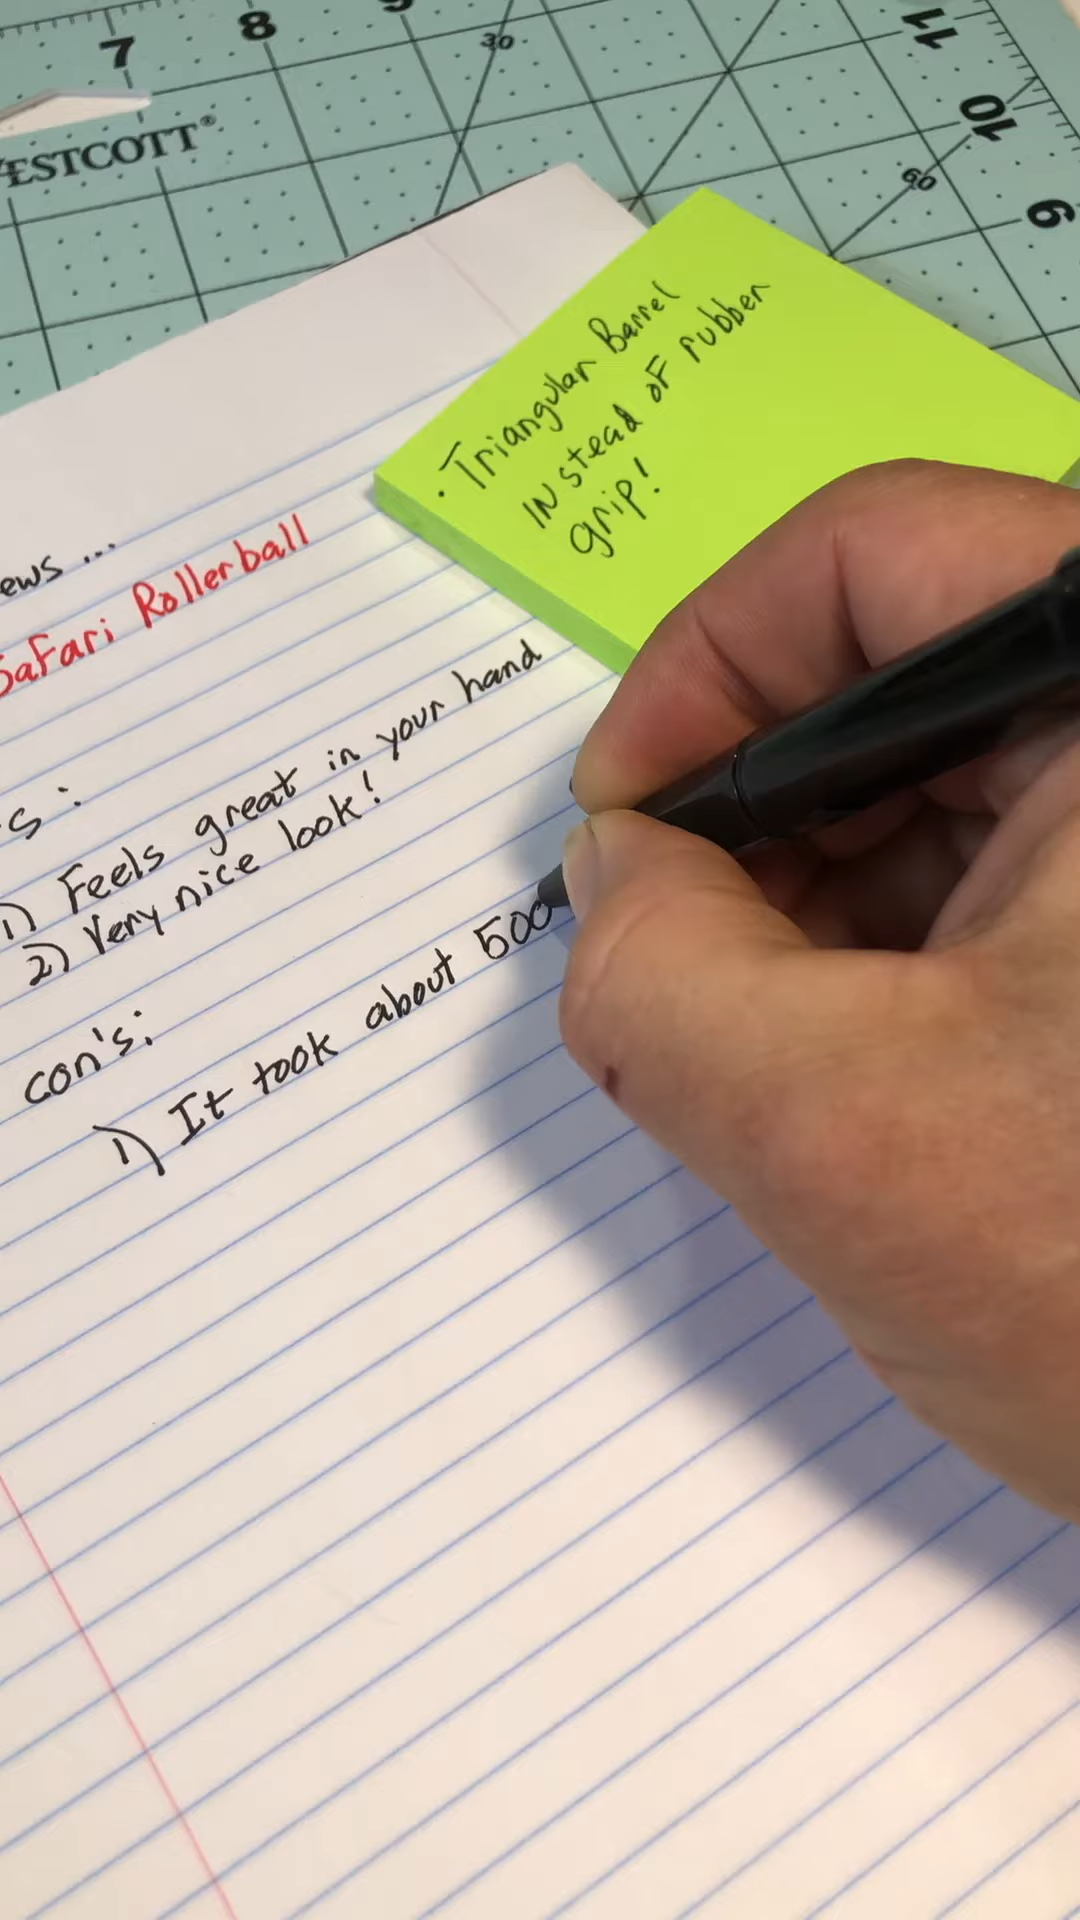 7 8 9 30 11
10
60
9
ESTCOTT®
· Triangular Barrel
INstead of rubber
grip!
ews ...
Safari Rollerball
s:
1) Feels great in your hand
2) Very nice look!
con's:
1) It took about 500